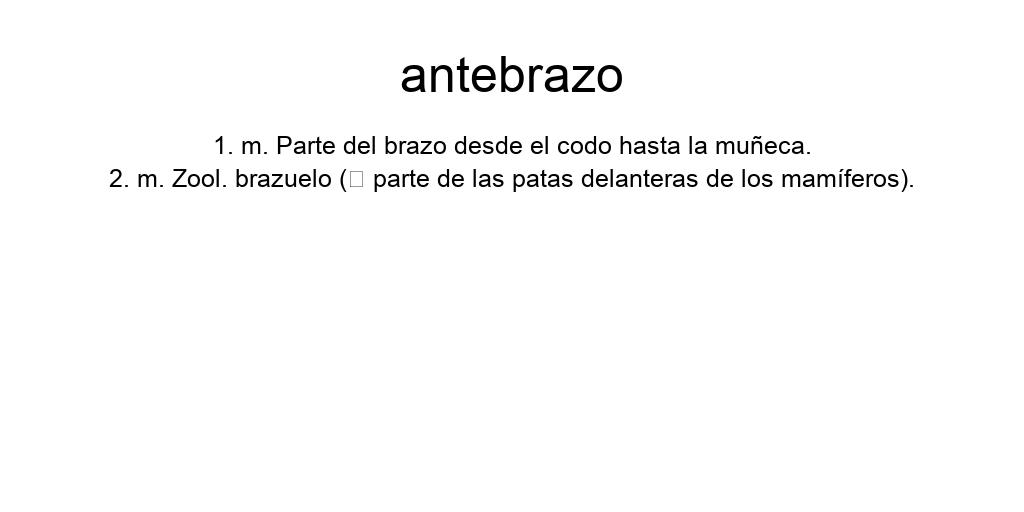 antebrazo
1. m. Parte del brazo desde el codo hasta la muñeca.
2. m. Zool. brazuelo (□ parte de las patas delanteras de los mamíferos).